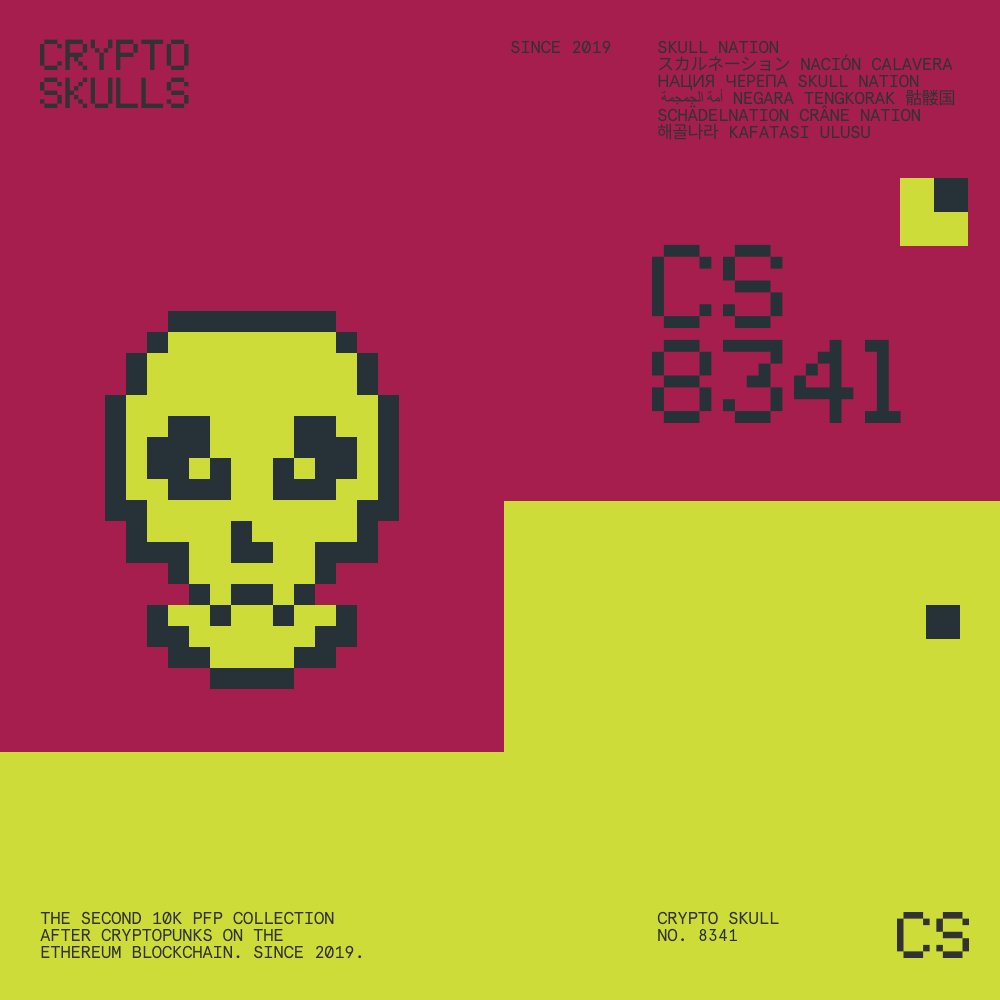 CRYPTO
SKULLS
SINCE 2019
SKULL NATION
スカルネーション NACIÓN CALAVERA
НАЦИЯ ЧЕРЕПА SKULL NATION
أمة الجمجمة NEGARA TENGKORAK 骷髅国
SCHÄDELNATION CRÂNE NATION
해골나라 KAFATASI ULUSU
CS
8341
THE SECOND 10K PFP COLLECTION
AFTER CRYPTOPUNKS ON THE
ETHEREUM BLOCKCHAIN. SINCE 2019.
CRYPTO SKULL
NO. 8341
CS